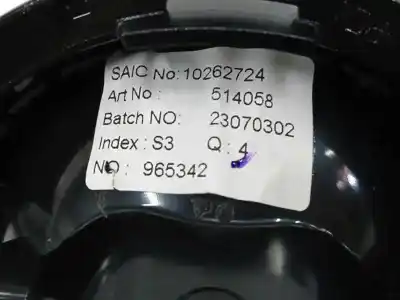 SAIC No:10262724
Art No : 514058
Batch NO: 23070302
Index : S3 Q : 4
NO : 965342